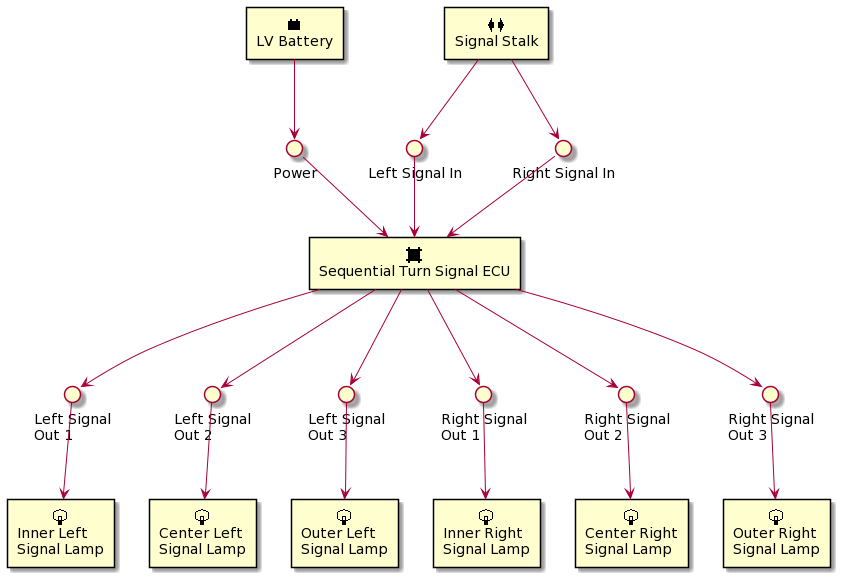 LV Battery
Signal Stalk
Power
Left Signal In
Right Signal In
Sequential Turn Signal ECU
Left Signal
Out 1
Left Signal
Out 2
Left Signal
Out 3
Right Signal
Out 1
Right Signal
Out 2
Right Signal
Out 3
Inner Left
Signal Lamp
Center Left
Signal Lamp
Outer Left
Signal Lamp
Inner Right
Signal Lamp
Center Right
Signal Lamp
Outer Right
Signal Lamp